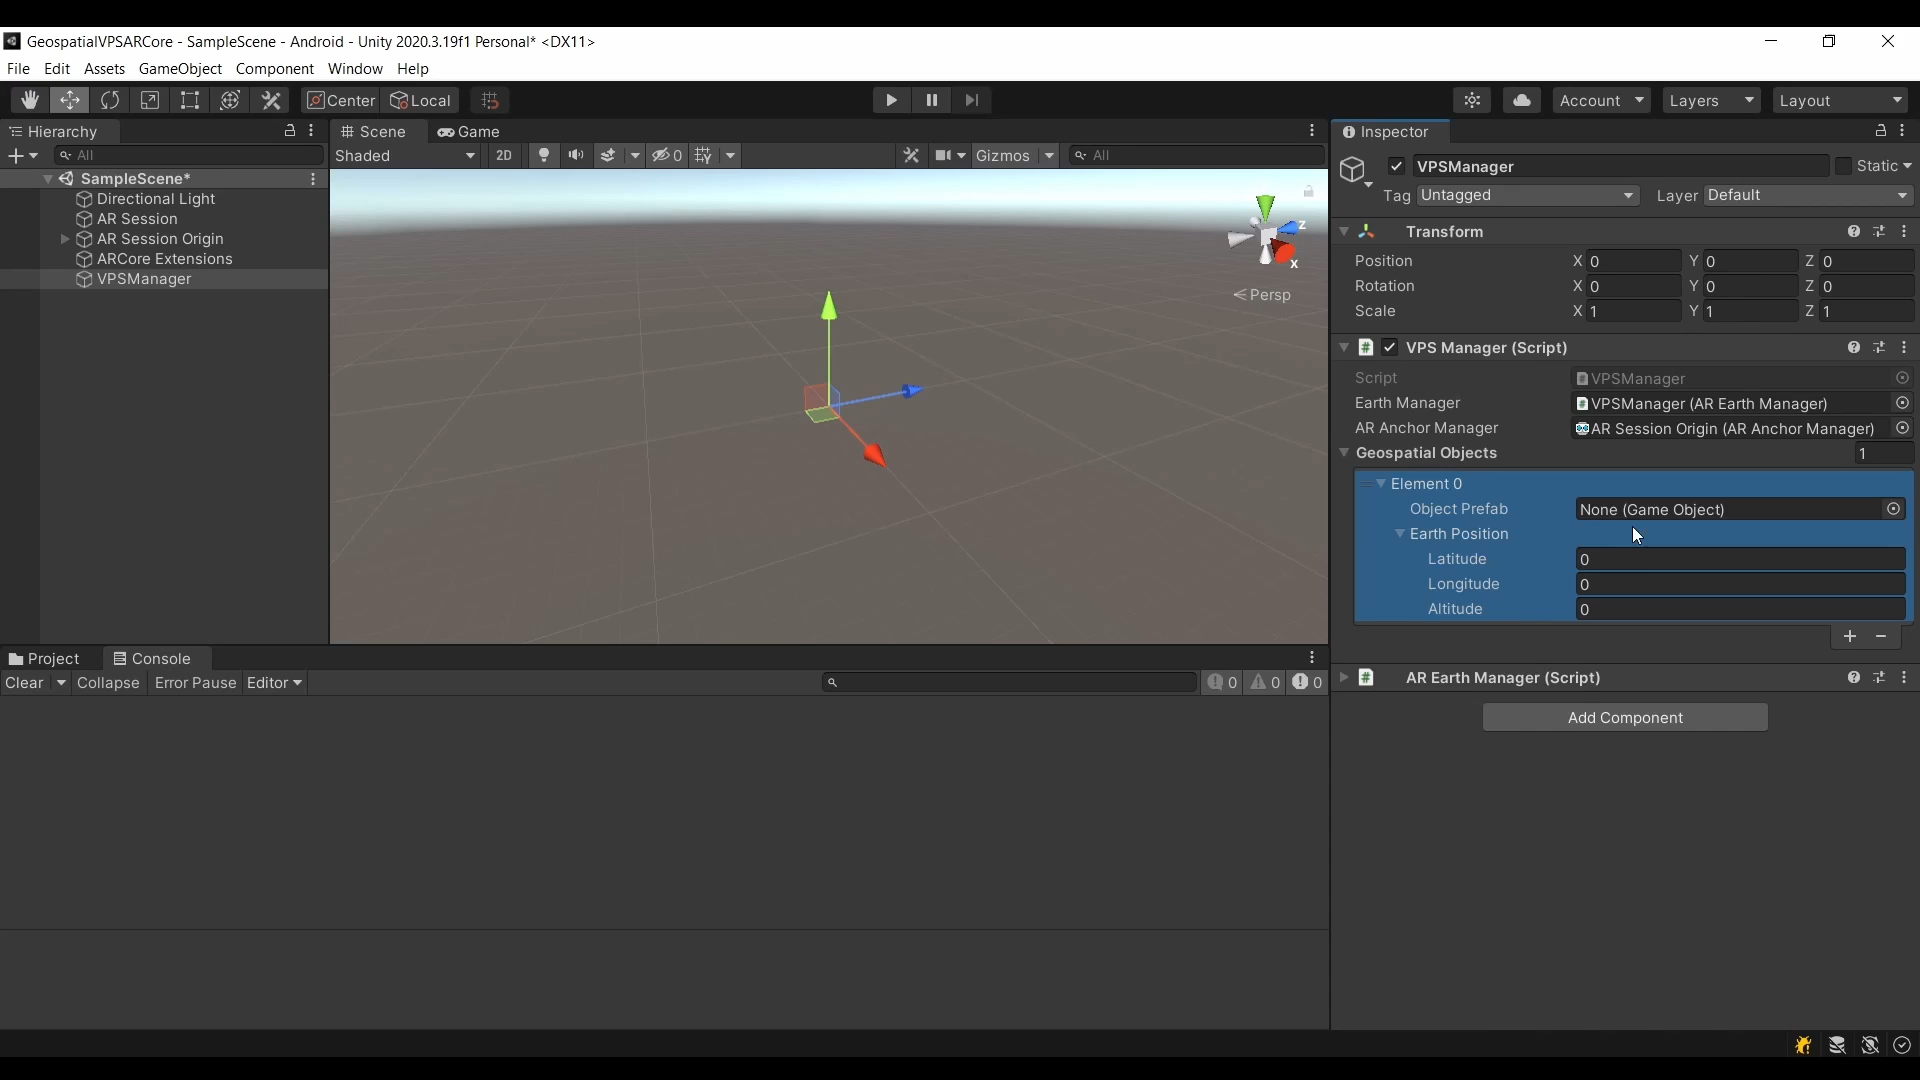 GeospatialVPSARCore - SampleScene - Android - Unity 2020.3.19f1 Personal* <DX11>
File Edit Assets GameObject Component Window Help
Center Local Account Layers Layout
Hierarchy Scene Game Inspector
All Shaded 2D 0 Gizmos All
VPSManager Static
Tag Untagged Layer Default
SampleScene*
Directional Light
AR Session
AR Session Origin
ARCore Extensions
VPSManager
z
x
Persp
Transform
Position X 0 Y 0 Z 0
Rotation X 0 Y 0 Z 0
Scale X 1 Y 1 Z 1
VPS Manager (Script)
Script VPSManager
Earth Manager VPSManager (AR Earth Manager)
AR Anchor Manager AR Session Origin (AR Anchor Manager)
Geospatial Objects 1
Element 0
Object Prefab None (Game Object)
Earth Position
Latitude 0
Longitude 0
Altitude 0
AR Earth Manager (Script)
Add Component
Project Console
Clear Collapse Error Pause Editor 0 0 0